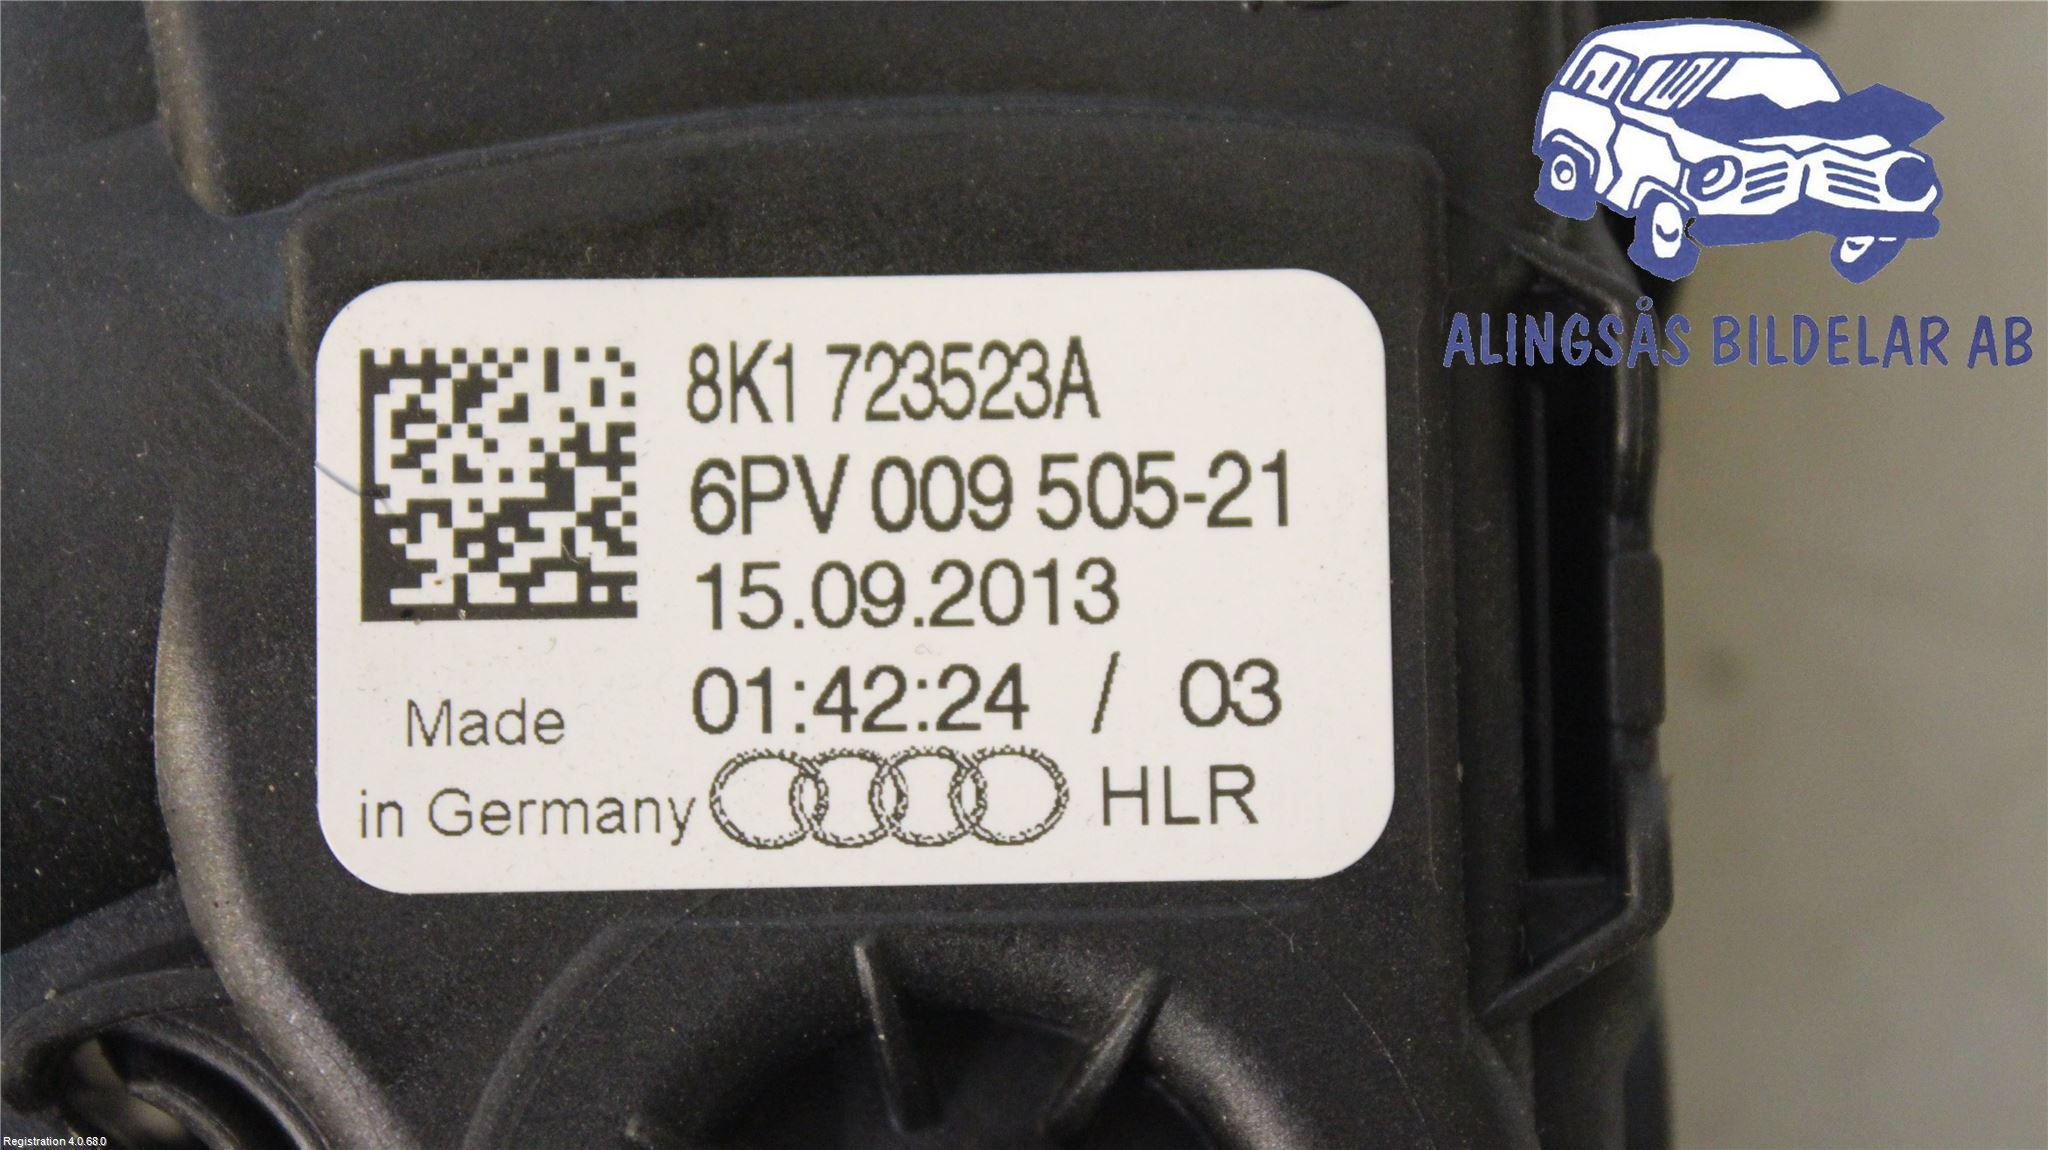 ALINGSÅS BILDELAR AB
8K1 723523A
6PV 009 505-21
15.09.2013
01:42:24 / 03
Made
in Germany
HLR
Registration 4.0.68.0